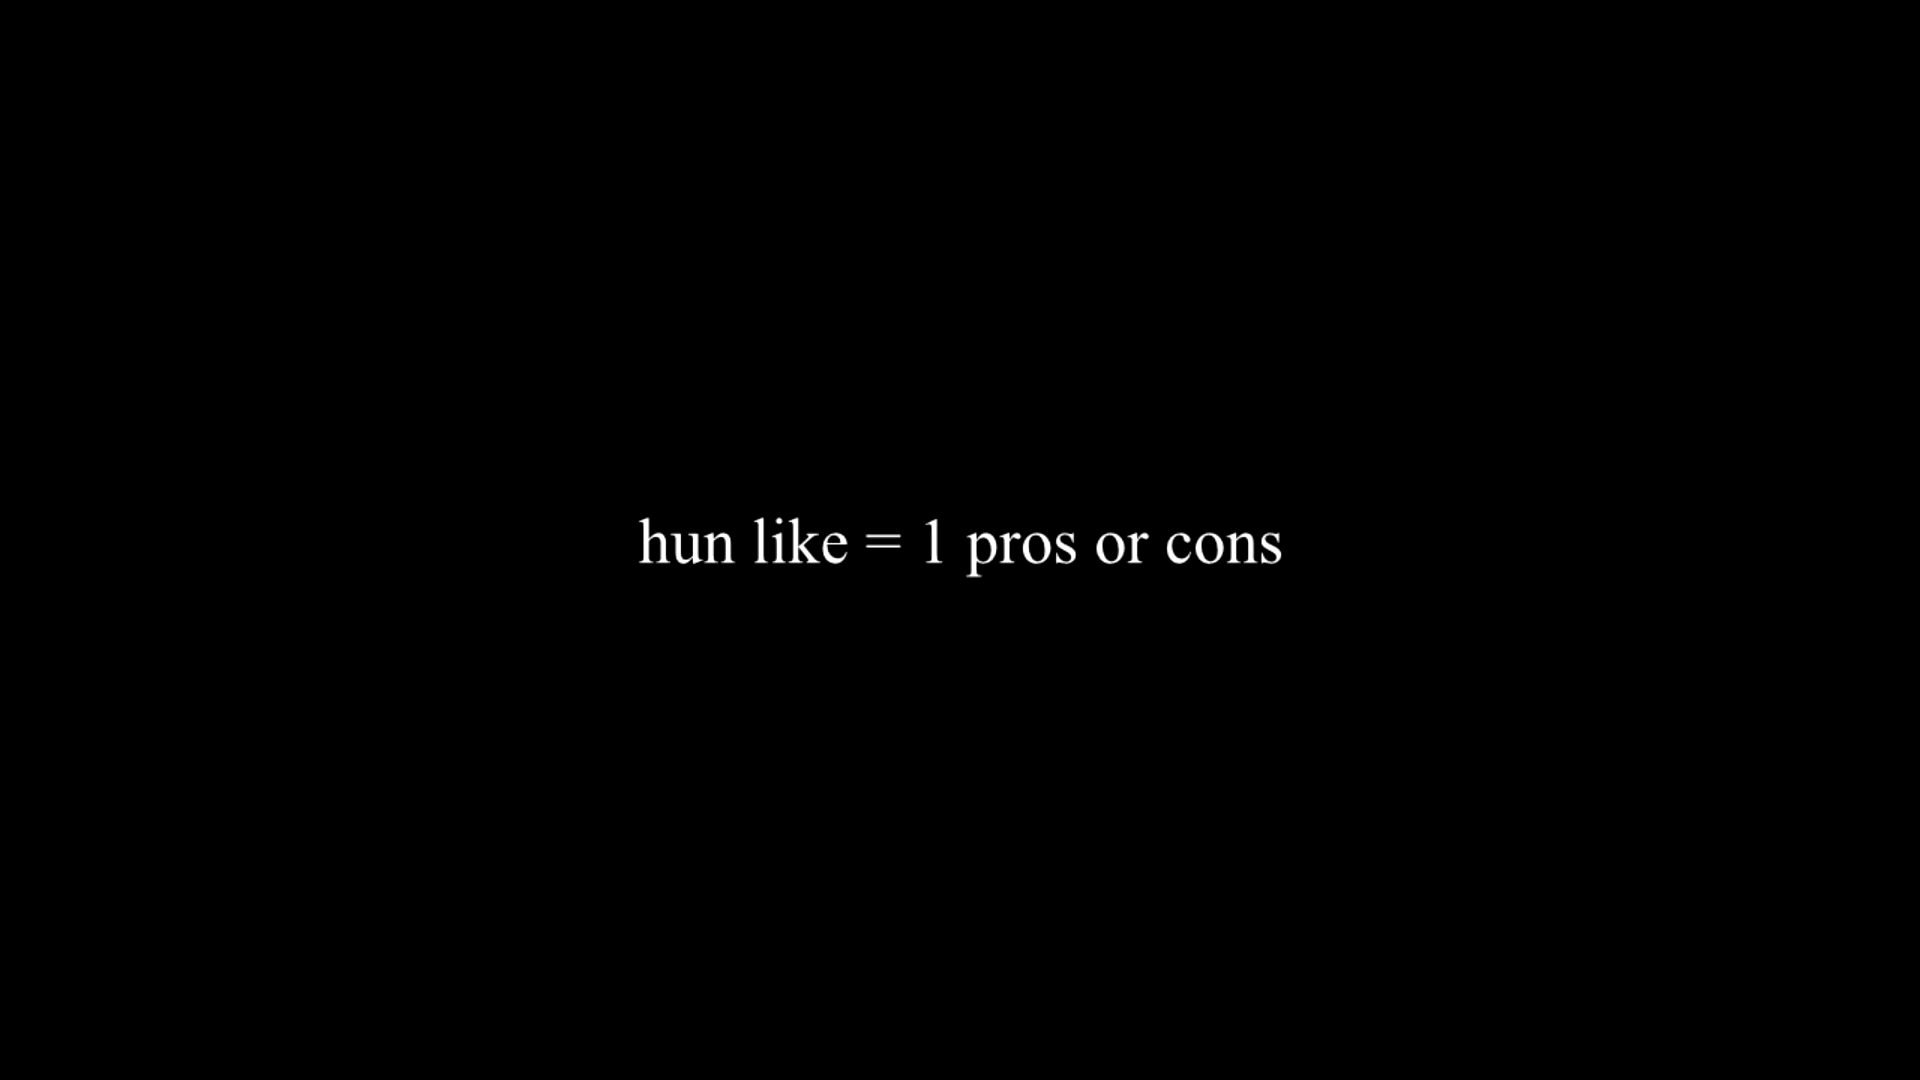 hun like = 1 pros or cons